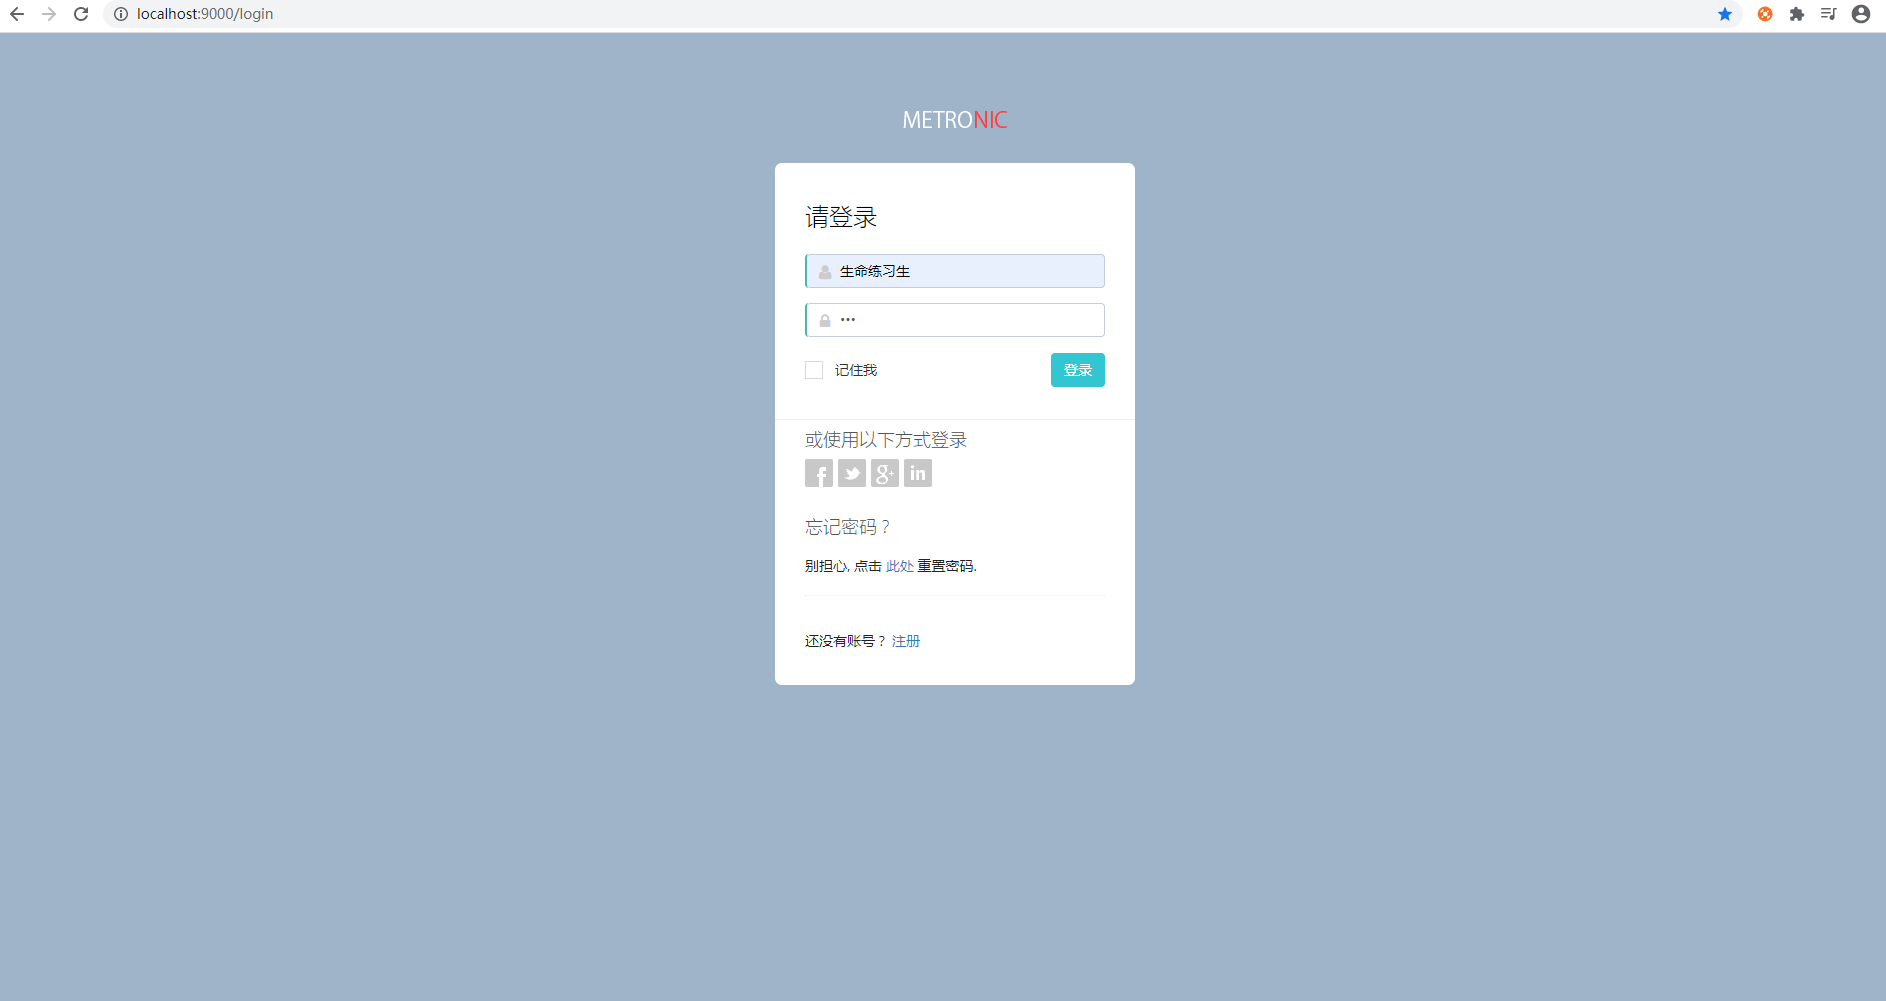 localhost:9000/login
METRONIC
请登录
生命练习生
•••
记住我
登录
或使用以下方式登录
f g+ in
忘记密码？
别担心, 点击 此处 重置密码.
还没有账号？ 注册